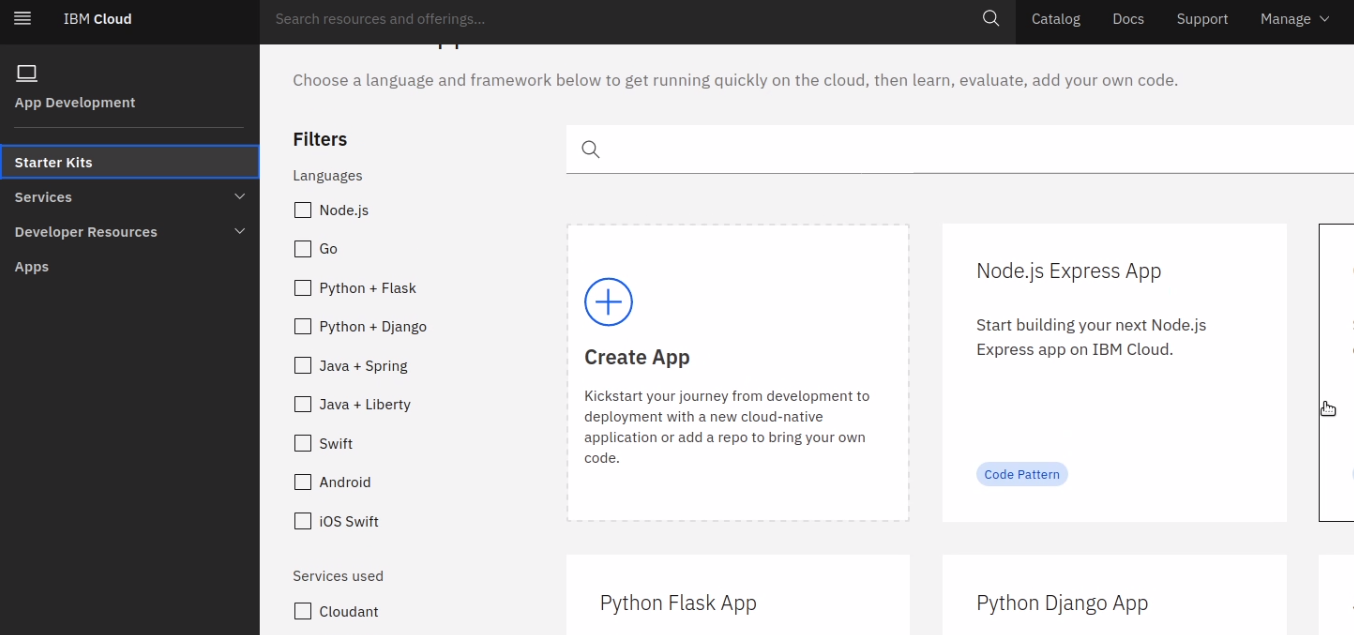 IBM Cloud
Search resources and offerings...
Catalog
Docs
Support
Manage
App Development
Starter Kits
Services
Developer Resources
Apps
Choose a language and framework below to get running quickly on the cloud, then learn, evaluate, add your own code.
Filters
Languages
Node.js
Go
Python + Flask
Python + Django
Java + Spring
Java + Liberty
Swift
Android
iOS Swift
Services used
Cloudant
Create App
Kickstart your journey from development to
deployment with a new cloud-native
application or add a repo to bring your own
code.
Node.js Express App
Start building your next Node.js
Express app on IBM Cloud.
Code Pattern
Python Flask App
Python Django App